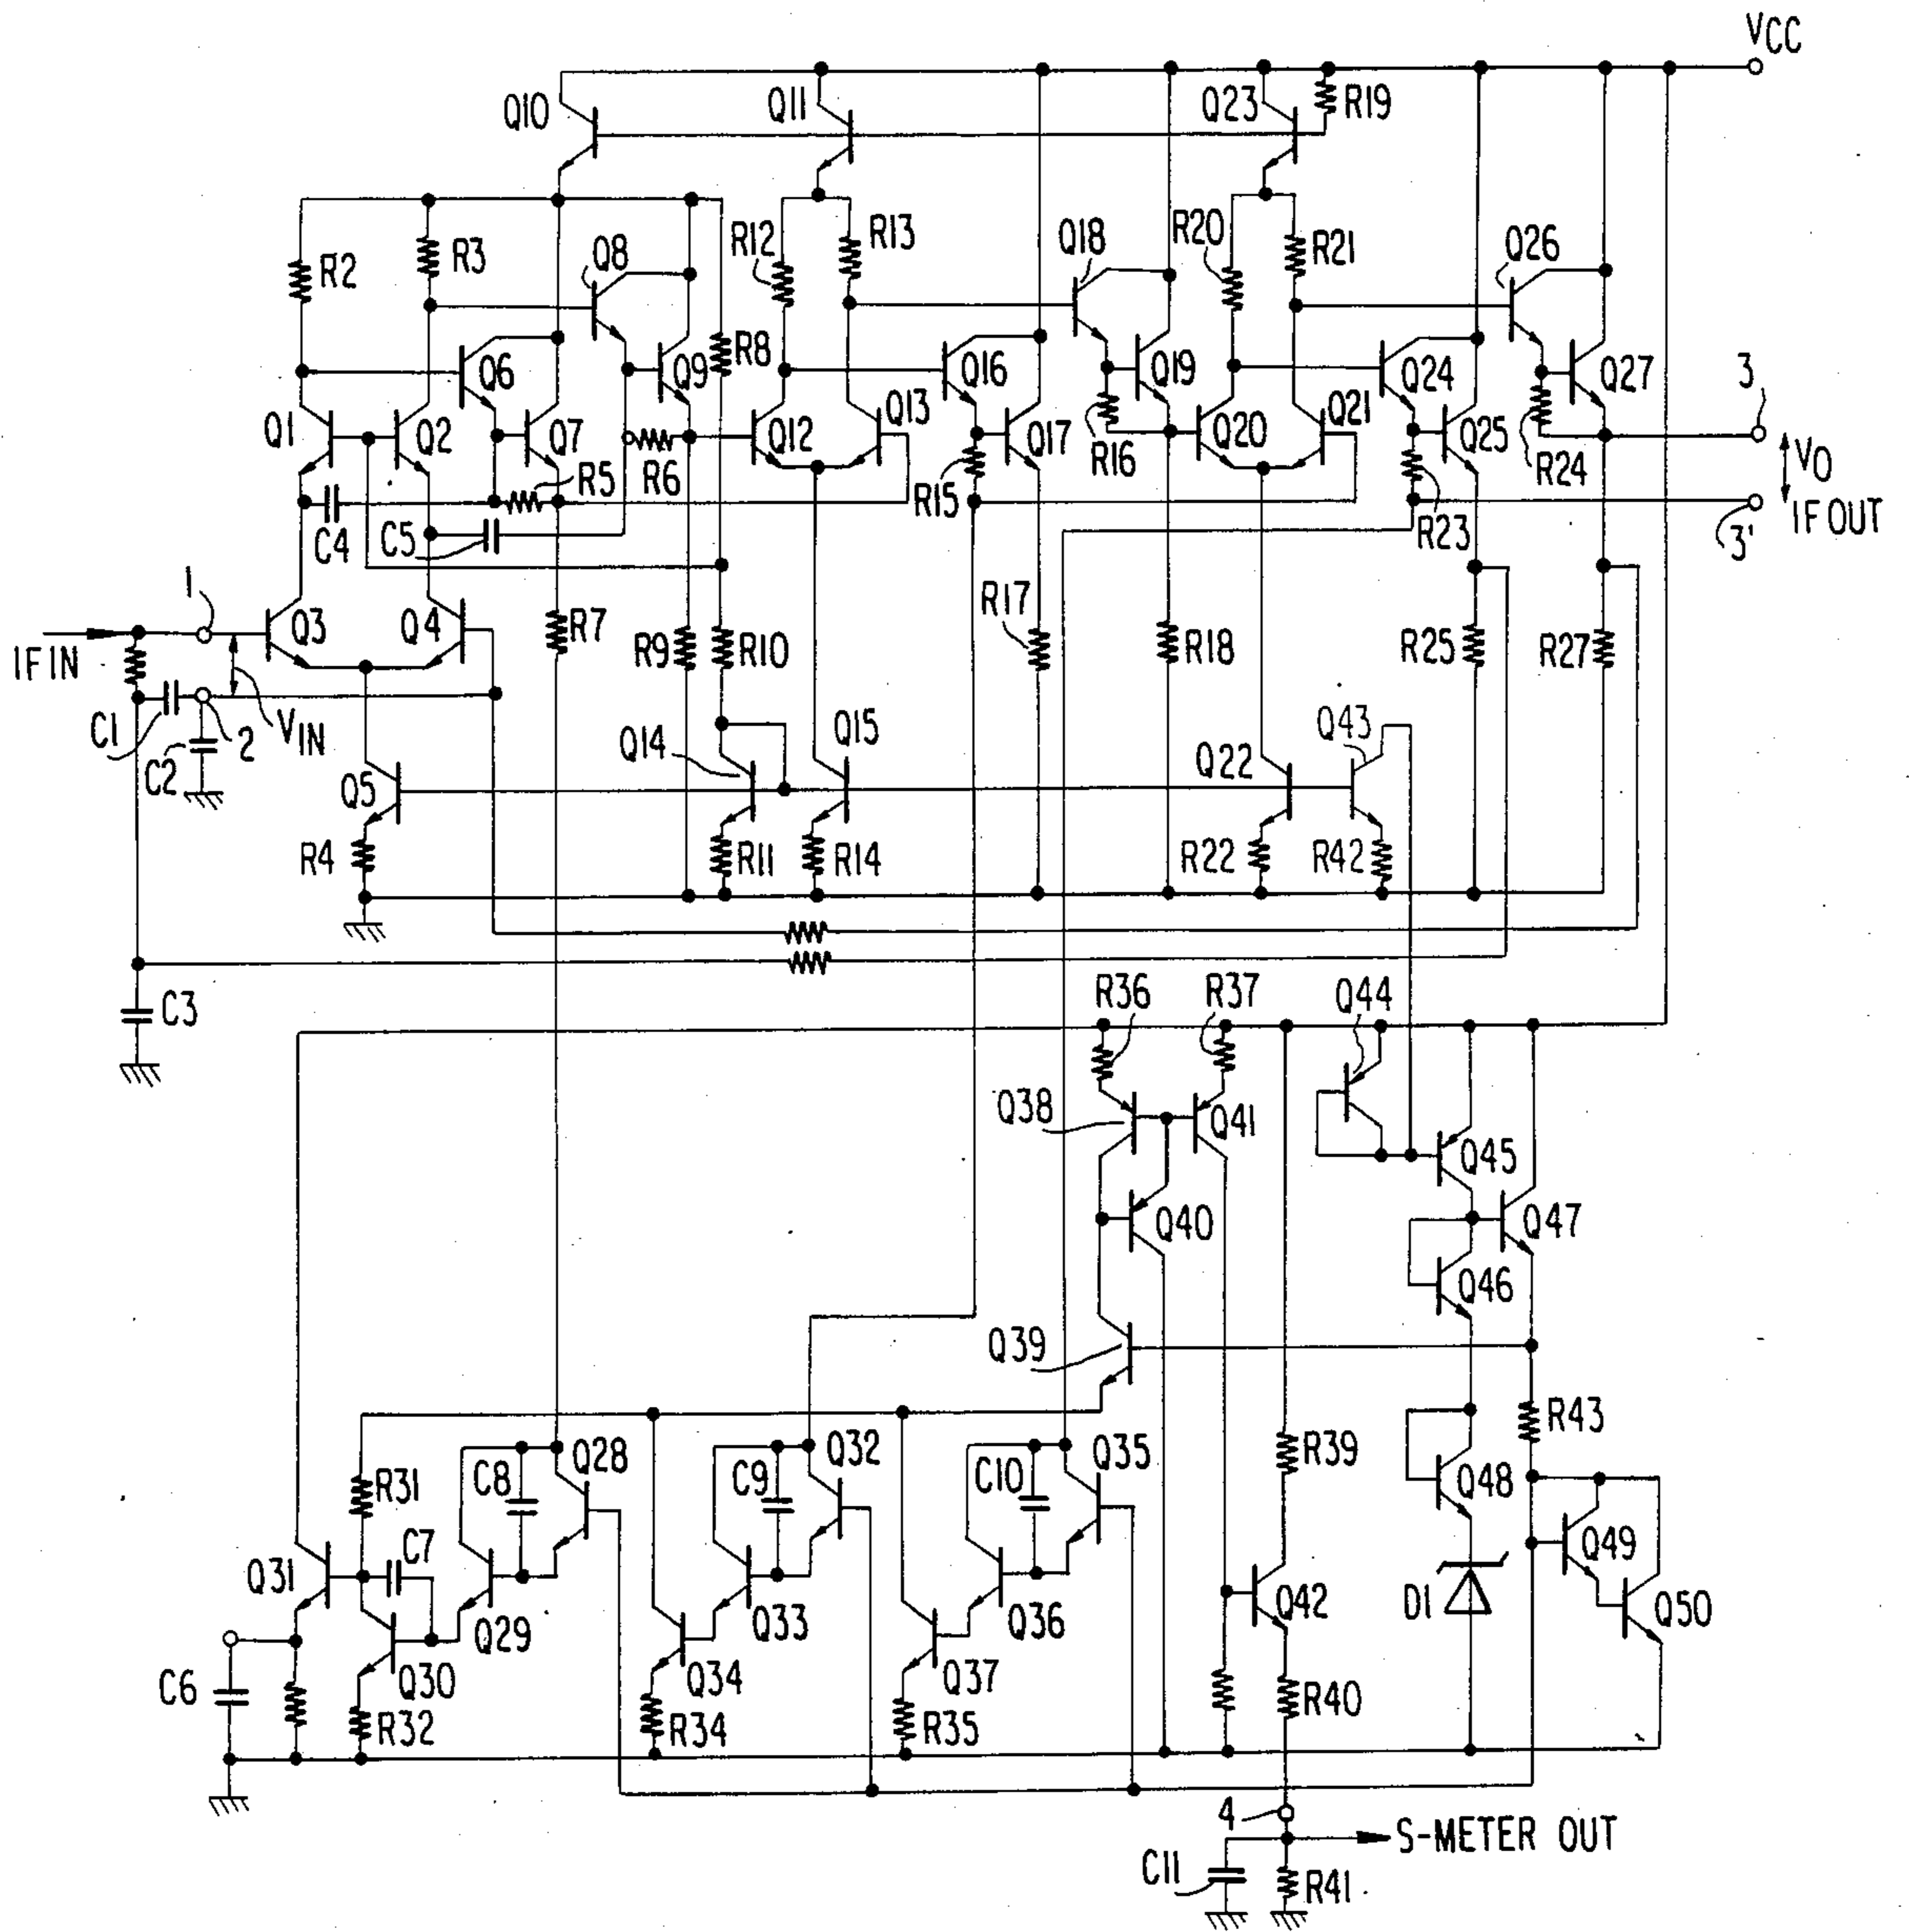 VCC
Q10
Q11
Q23
R19
R2
R3
Q8
R12
R13
Q18
R20
R21
Q26
Q6
Q9
R8
Q16
Q19
Q24
Q27
3
Q1
Q2
Q7
R6
Q12
Q13
Q17
R16
Q20
Q21
Q25
R24
VO
R5
R15
R23
IF OUT
3'
C4
C5
1
IF IN
Q3
Q4
R7
R9
R10
R17
R18
R25
R27
C1
C2
2
VIN
Q14
Q15
Q22
Q43
Q5
R4
R11
R14
R22
R42
C3
R36
R37
Q44
Q38
Q41
Q45
Q40
Q47
Q46
Q39
R43
R31
C8
Q28
C9
Q32
C10
Q35
R39
Q48
Q31
C7
Q29
Q33
Q36
Q42
D1
Q49
Q50
C6
Q30
Q34
Q37
R32
R34
R35
R40
4
S-METER OUT
C11
R41